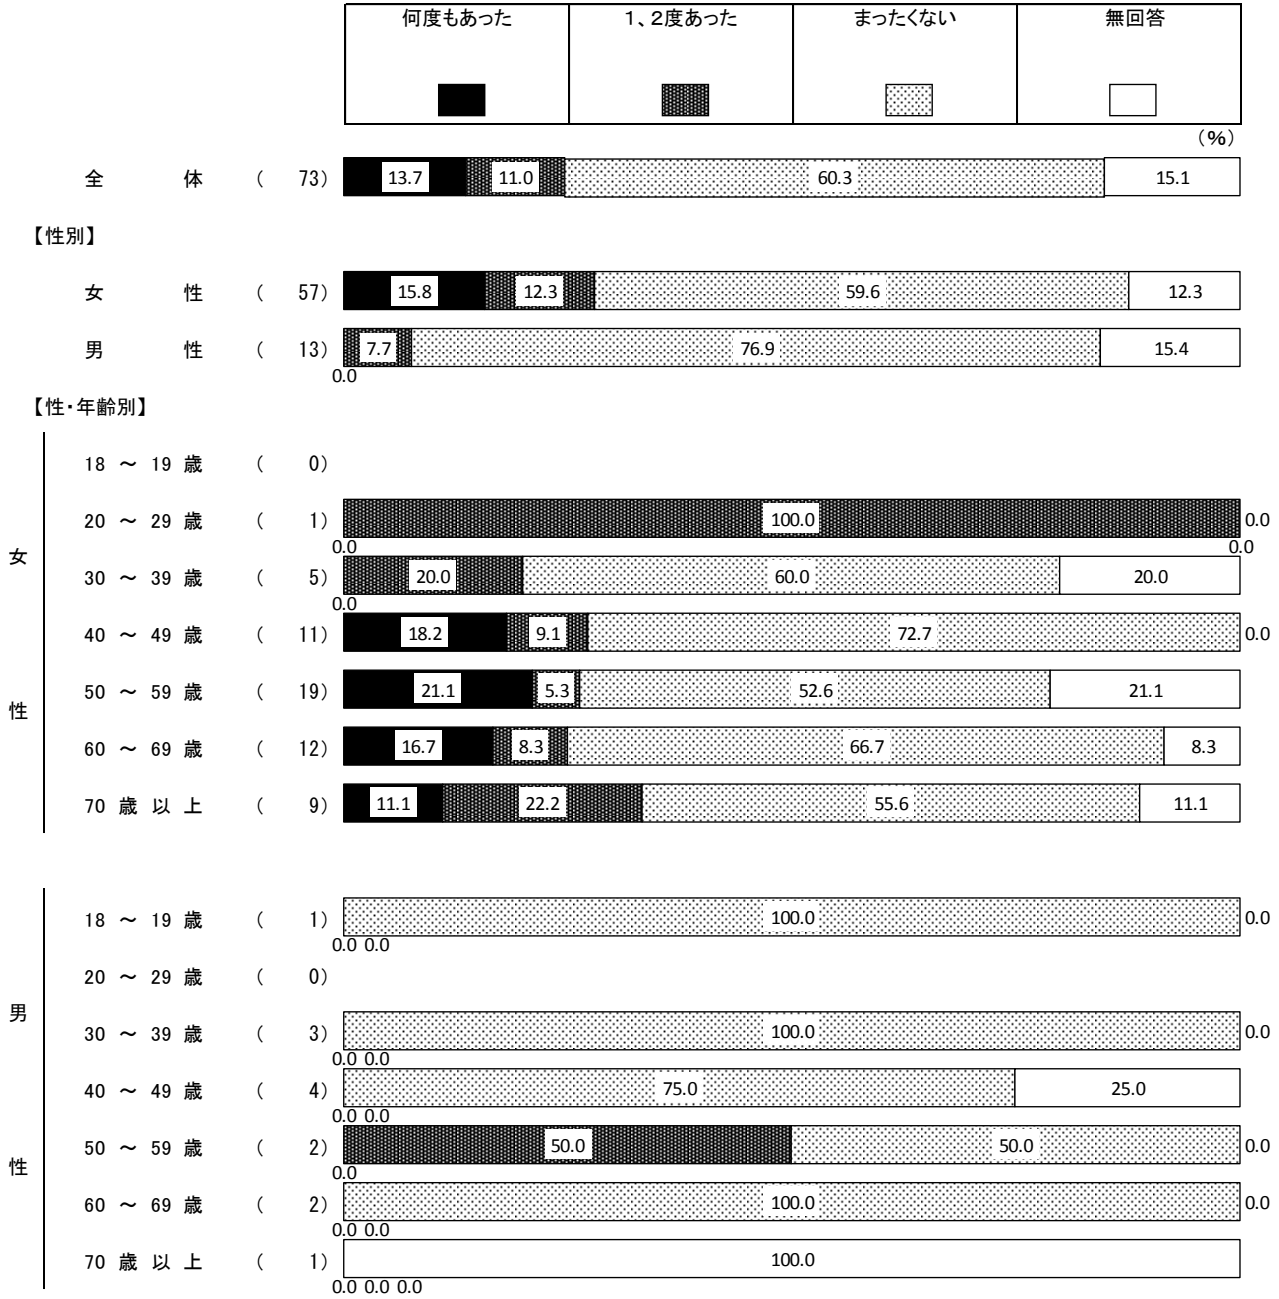 何度もあった １、２度あった まったくない 無回答
（%）
全 体 （ 73） 13.7 11.0 60.3 15.1
【性別】
女 性 （ 57） 15.8 12.3 59.6 12.3
男 性 （ 13） 7.7 76.9 15.4
0.0
【性・年齢別】
女性
18 ～ 19 歳 （ 0）
20 ～ 29 歳 （ 1） 100.0 0.0
0.0 0.0
30 ～ 39 歳 （ 5） 20.0 60.0 20.0
0.0
40 ～ 49 歳 （ 11） 18.2 9.1 72.7 0.0
50 ～ 59 歳 （ 19） 21.1 5.3 52.6 21.1
60 ～ 69 歳 （ 12） 16.7 8.3 66.7 8.3
70 歳 以 上 （ 9） 11.1 22.2 55.6 11.1
男性
18 ～ 19 歳 （ 1） 100.0 0.0
0.0 0.0
20 ～ 29 歳 （ 0）
30 ～ 39 歳 （ 3） 100.0 0.0
0.0 0.0
40 ～ 49 歳 （ 4） 75.0 25.0
0.0 0.0
50 ～ 59 歳 （ 2） 50.0 50.0 0.0
0.0
60 ～ 69 歳 （ 2） 100.0 0.0
0.0 0.0
70 歳 以 上 （ 1） 100.0
0.0 0.0 0.0